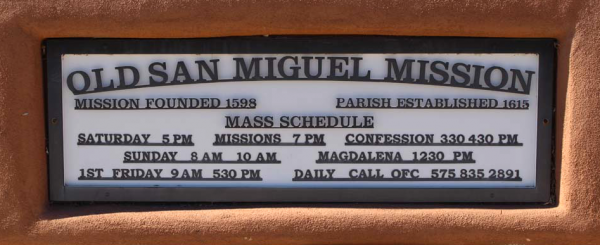 OLD SAN MIGUEL MISSION
MISSION FOUNDED 1598 PARISH ESTABLISHED 1615
MASS SCHEDULE
SATURDAY 5 PM MISSIONS 7 PM CONFESSION 330 430 PM
SUNDAY 8 AM 10 AM MAGDALENA 1230 PM
1ST FRIDAY 9 AM 530 PM DAILY CALL OFC 575 835 2891